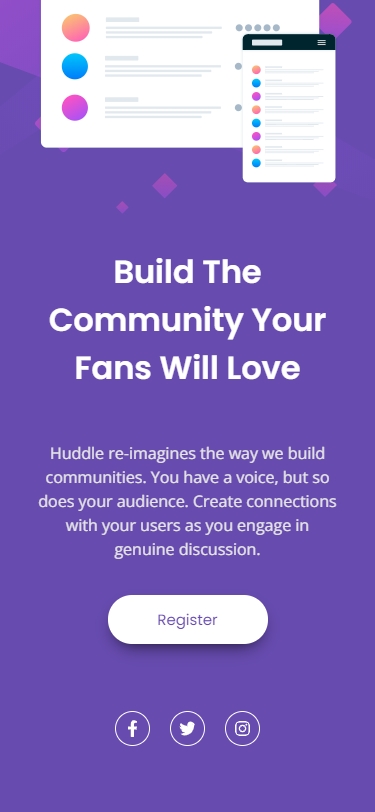 Build The
Community Your
Fans Will Love
Huddle re-imagines the way we build
communities. You have a voice, but so
does your audience. Create connections
with your users as you engage in
genuine discussion.
Register